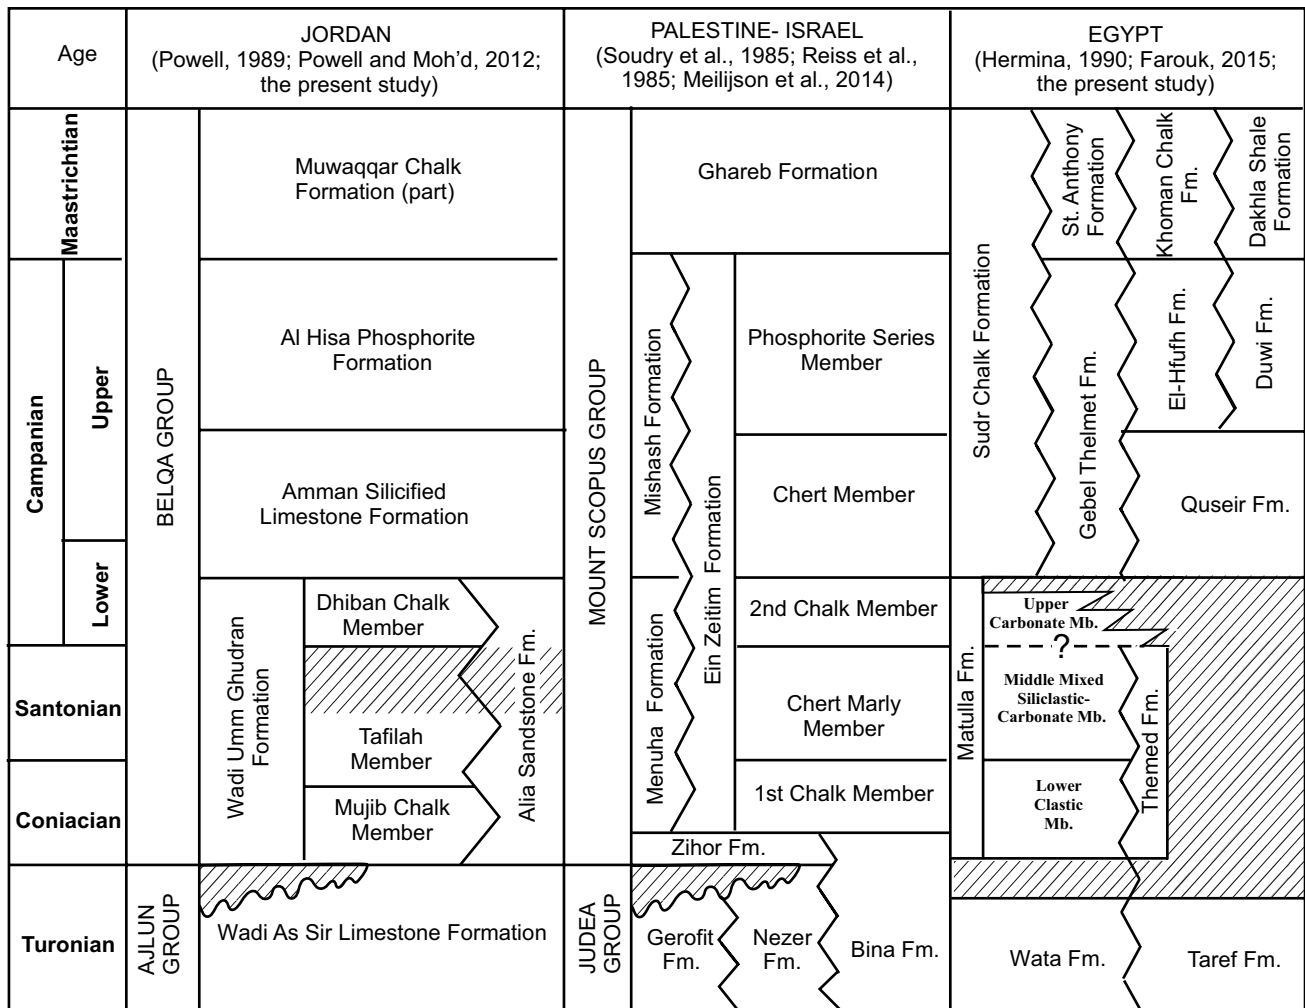 Age
JORDAN
(Powell, 1989; Powell and Moh'd, 2012;
the present study)
PALESTINE- ISRAEL
(Soudry et al., 1985; Reiss et al.,
1985; Meilijson et al., 2014)
EGYPT
(Hermina, 1990; Farouk, 2015;
the present study)
Maastrichtian
Campanian
Upper
Lower
Santonian
Coniacian
Turonian
BELQA GROUP
AJLUN
GROUP
Muwaqqar Chalk
Formation (part)
Al Hisa Phosphorite
Formation
Amman Silicified
Limestone Formation
Wadi Umm Ghudran
Formation
Dhiban Chalk
Member
Tafilah
Member
Mujib Chalk
Member
Alia Sandstone Fm.
Wadi As Sir Limestone Formation
MOUNT SCOPUS GROUP
JUDEA
GROUP
Ghareb Formation
Mishash Formation
Menuha Formation
Ein Zeitim Formation
Phosphorite Series
Member
Chert Member
2nd Chalk Member
Chert Marly
Member
1st Chalk Member
Zihor Fm.
Gerofit
Fm.
Nezer
Fm.
Bina Fm.
Sudr Chalk Formation
St. Anthony
Formation
Khoman Chalk
Fm.
Dakhla Shale
Formation
Gebel Thelmet Fm.
El-Hfufh Fm.
Duwi Fm.
Quseir Fm.
Matulla Fm.
Upper
Carbonate Mb.
?
Middle Mixed
Siliclastic-
Carbonate Mb.
Lower
Clastic
Mb.
Themed Fm.
Wata Fm.
Taref Fm.